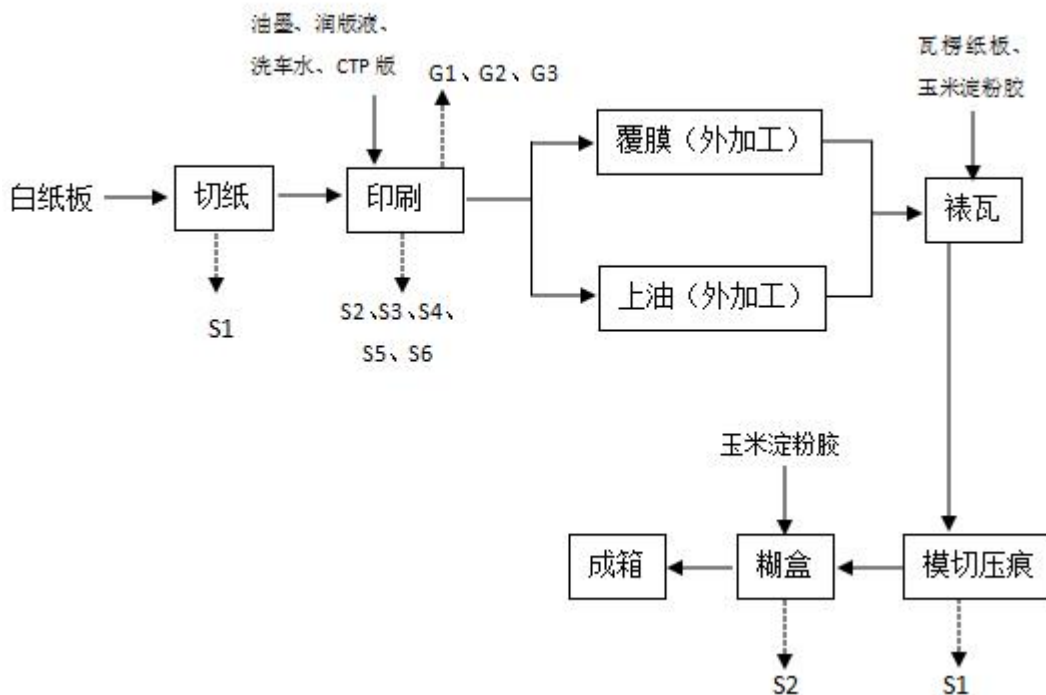 油墨、润版液、
洗车水、CTP 版
G1、G2、G3
瓦楞纸板、
玉米淀粉胶
覆膜（外加工）
白纸板
切纸
印刷
裱瓦
上油（外加工）
S1
S2、S3、S4、
S5、S6
玉米淀粉胶
成箱
糊盒
模切压痕
S2
S1